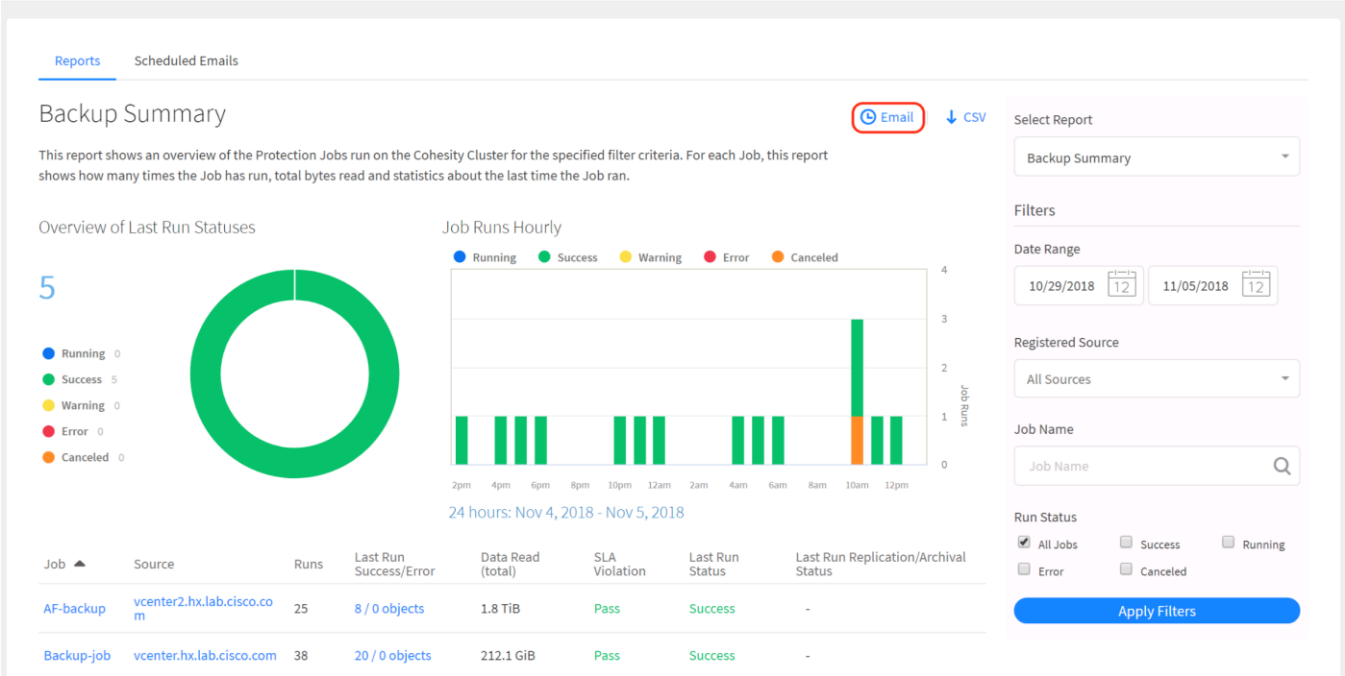 Reports Scheduled Emails
Backup Summary
Email CSV
This report shows an overview of the Protection Jobs run on the Cohesity Cluster for the specified filter criteria. For each Job, this report
shows how many times the Job has run, total bytes read and statistics about the last time the Job ran.
Overview of Last Run Statuses
5
Running 0
Success 5
Warning 0
Error 0
Canceled 0
Job Runs Hourly
Running Success Warning Error Canceled
4
3
2
1
0
Job Runs
2pm 4pm 6pm 8pm 10pm 12am 2am 4am 6am 8am 10am 12pm
24 hours: Nov 4, 2018 - Nov 5, 2018
Job Source Runs Last Run Success/Error Data Read (total) SLA Violation Last Run Status Last Run Replication/Archival Status
AF-backup vcenter2.hx.lab.cisco.co
m 25 8 / 0 objects 1.8 TiB Pass Success -
Backup-job vcenter.hx.lab.cisco.com 38 20 / 0 objects 212.1 GiB Pass Success -
Select Report
Backup Summary
Filters
Date Range
10/29/2018 12 11/05/2018 12
Registered Source
All Sources
Job Name
Job Name
Run Status
All Jobs Success Running
Error Canceled
Apply Filters